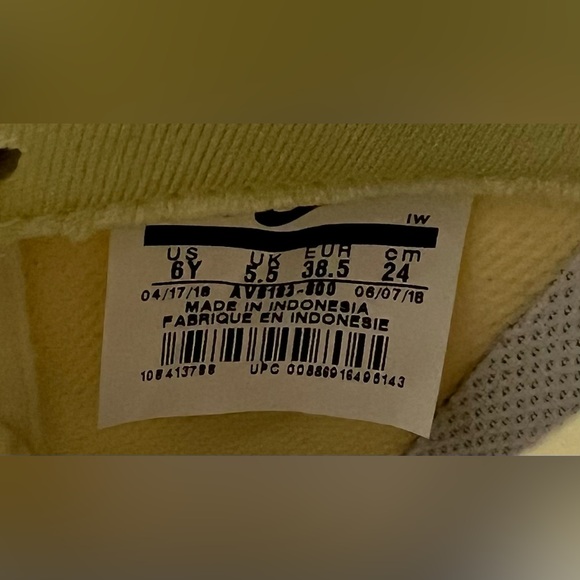 IW
US UK EUR cm
6Y 5.5 38.5 24
04/17/18 06/07/18
MADE IN INDONESIA
FABRIQUE EN INDONESIE
UPC